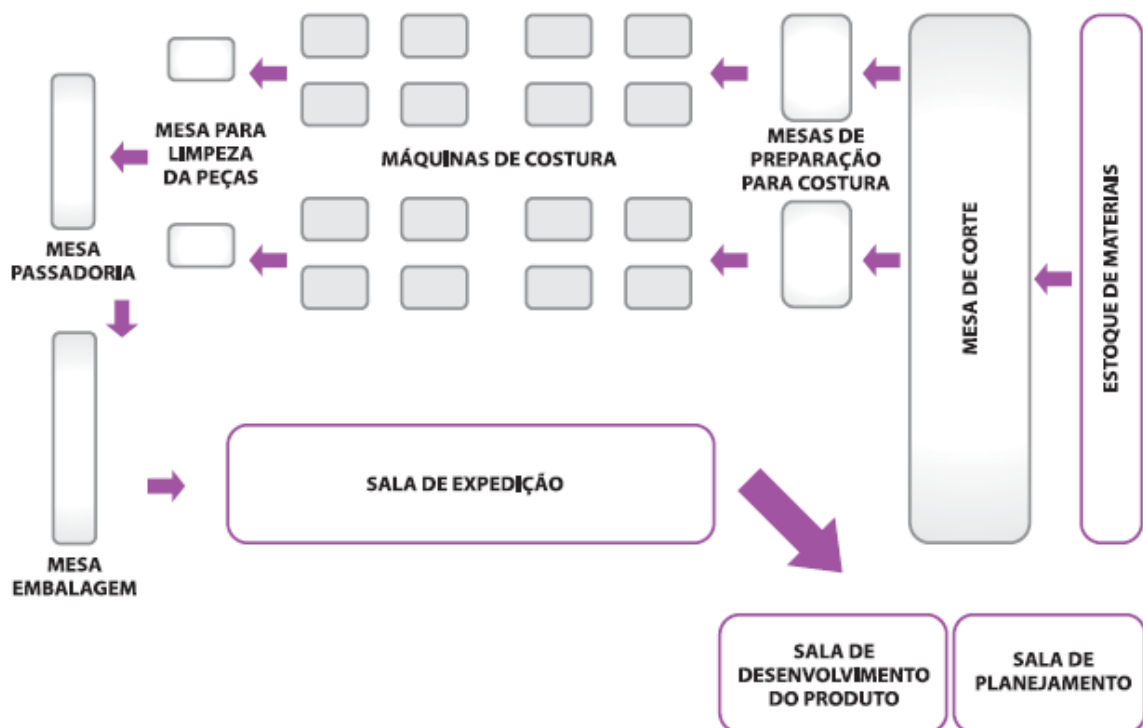 MESA PARA
LIMPEZA
DA PEÇAS
MÁQUINAS DE COSTURA
MESAS DE
PREPARAÇÃO
PARA COSTURA
MESA DE CORTE
ESTOQUE DE MATERIAIS
MESA
PASSADORIA
SALA DE EXPEDIÇÃO
MESA
EMBALAGEM
SALA DE
DESENVOLVIMENTO
DO PRODUTO
SALA DE
PLANEJAMENTO